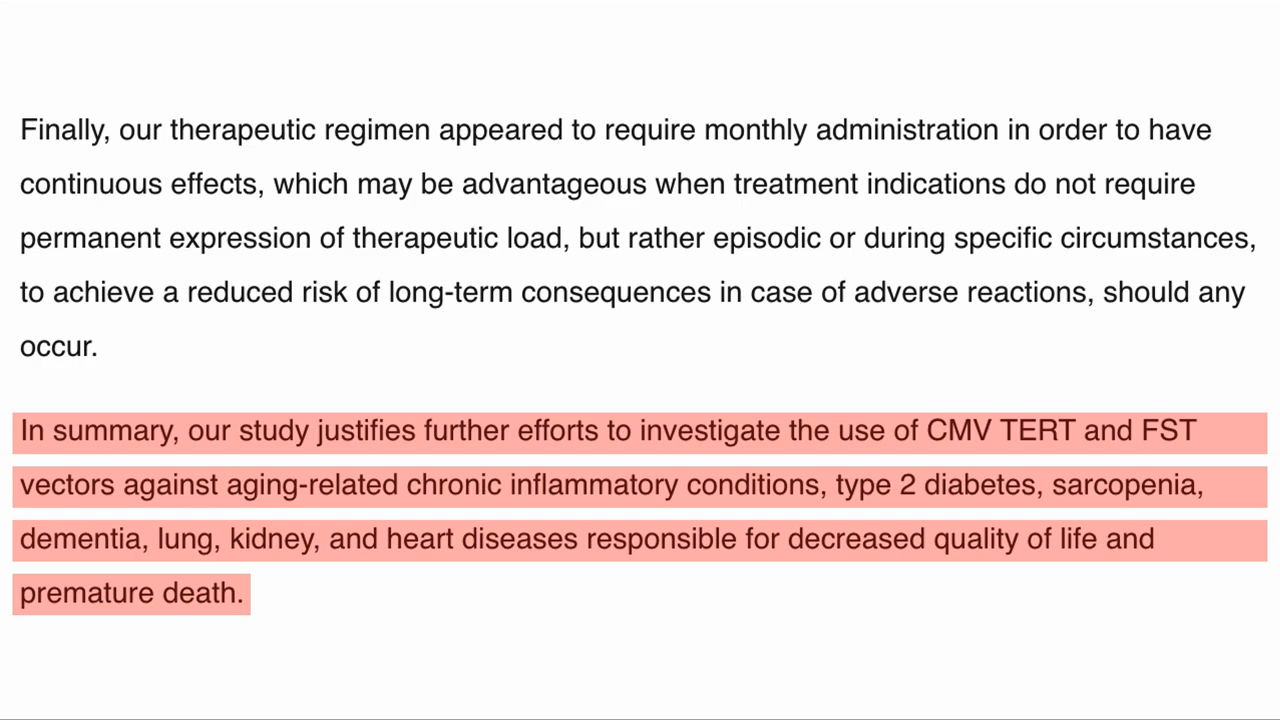 Finally, our therapeutic regimen appeared to require monthly administration in order to have
continuous effects, which may be advantageous when treatment indications do not require
permanent expression of therapeutic load, but rather episodic or during specific circumstances,
to achieve a reduced risk of long-term consequences in case of adverse reactions, should any
occur.
In summary, our study justifies further efforts to investigate the use of CMV TERT and FST
vectors against aging-related chronic inflammatory conditions, type 2 diabetes, sarcopenia,
dementia, lung, kidney, and heart diseases responsible for decreased quality of life and
premature death.